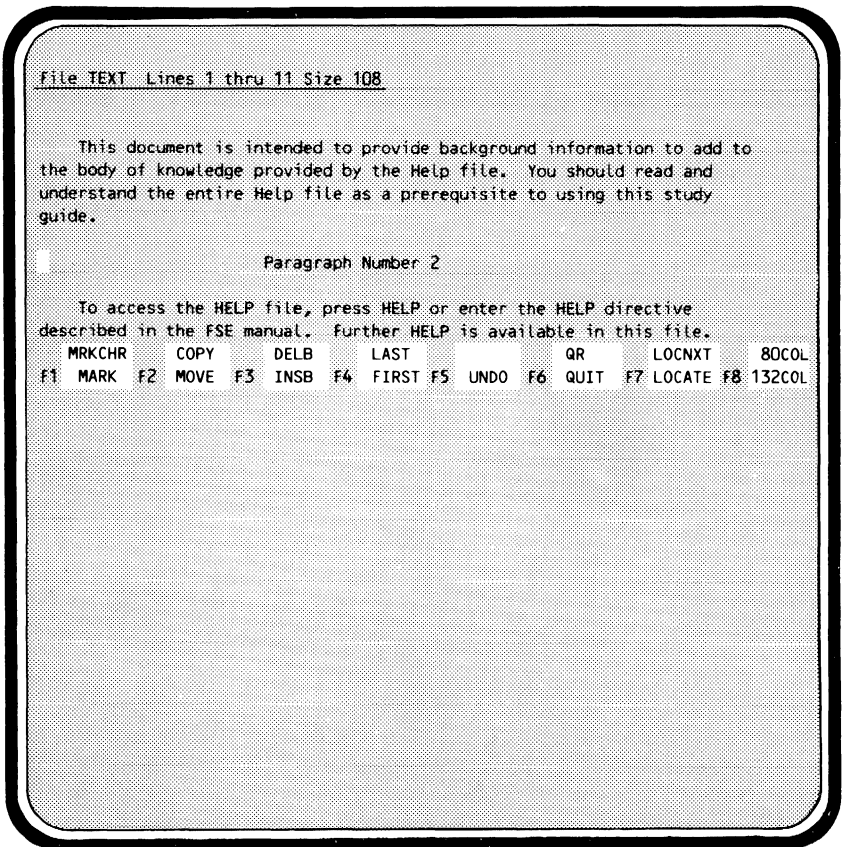 File TEXT  Lines 1 thru 11 Size 108
This document is intended to provide background information to add to
the body of knowledge provided by the Help file.  You should read and
understand the entire Help file as a prerequisite to using this study
guide.
Paragraph Number 2
To access the HELP file, press HELP or enter the HELP directive
described in the FSE manual.  Further HELP is available in this file.
MRKCHR COPY DELB LAST QR LOCNXT 80COL
f1 MARK f2 MOVE f3 INSB f4 FIRST f5 UNDO f6 QUIT f7 LOCATE f8 132COL